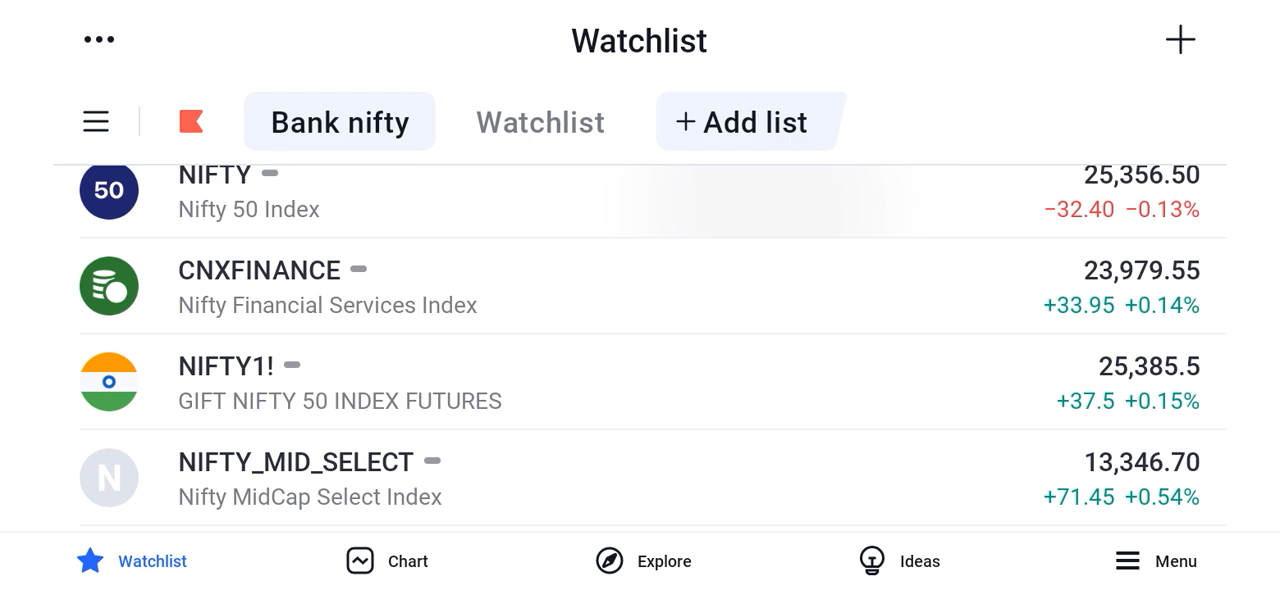 Watchlist
Bank nifty Watchlist + Add list
50 NIFTY 25,356.50
Nifty 50 Index −32.40 −0.13%
CNXFINANCE 23,979.55
Nifty Financial Services Index +33.95 +0.14%
NIFTY1! 25,385.5
GIFT NIFTY 50 INDEX FUTURES +37.5 +0.15%
N NIFTY_MID_SELECT 13,346.70
Nifty MidCap Select Index +71.45 +0.54%
Watchlist Chart Explore Ideas Menu